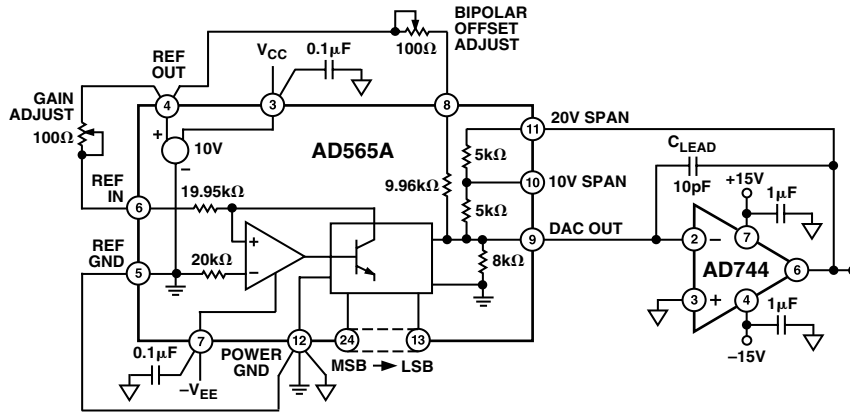 BIPOLAR
OFFSET
ADJUST
100Ω
REF
OUT
VCC
0.1µF
GAIN
ADJUST
100Ω
4
3
8
+
10V
–
AD565A
11
20V SPAN
5kΩ
CLEAD
10pF
+15V
1µF
9.96kΩ
10
10V SPAN
5kΩ
REF
IN
6
19.95kΩ
REF
GND
5
20kΩ
+
–
9
DAC OUT
8kΩ
2
–
7
AD744
6
3
+
4
1µF
–15V
0.1µF
7
–VEE
POWER
GND
12
24
13
MSB
LSB